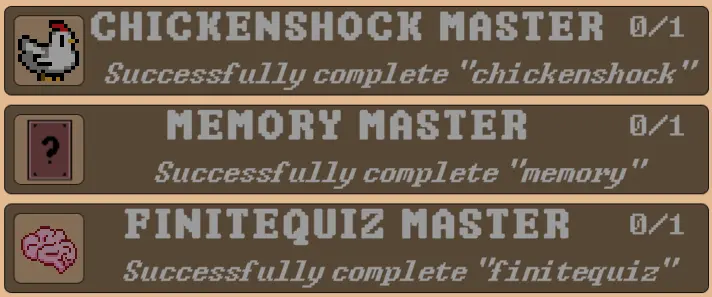 CHICKENSHOCK MASTER 0/1
Successfully complete "chickenshock"
?
MEMORY MASTER 0/1
Successfully complete "memory"
FINITEQUIZ MASTER 0/1
Successfully complete "finitequiz"